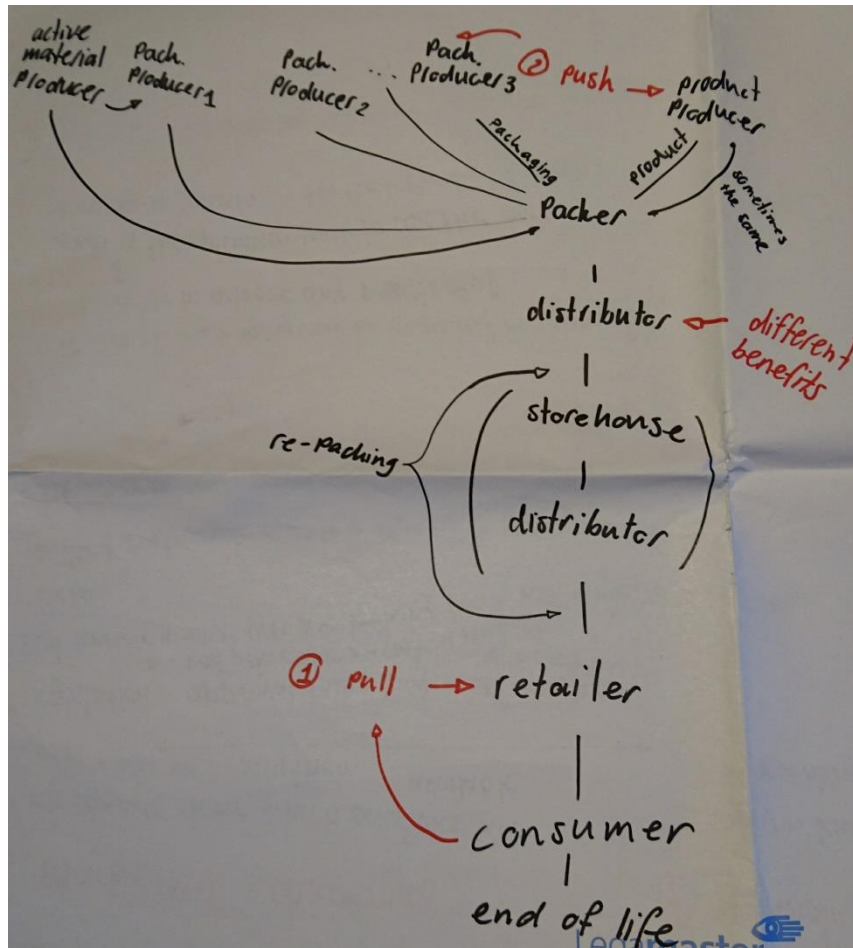 active
material
Producer
Pach.
Producer1
Pach.
Producer2
...
Pach.
Producer3
② push
product
Producer
packaging
product
sometimes
the same
Packer
distributor
different
benefits
storehouse
re-packing
distributor
① pull
retailer
consumer
end of life